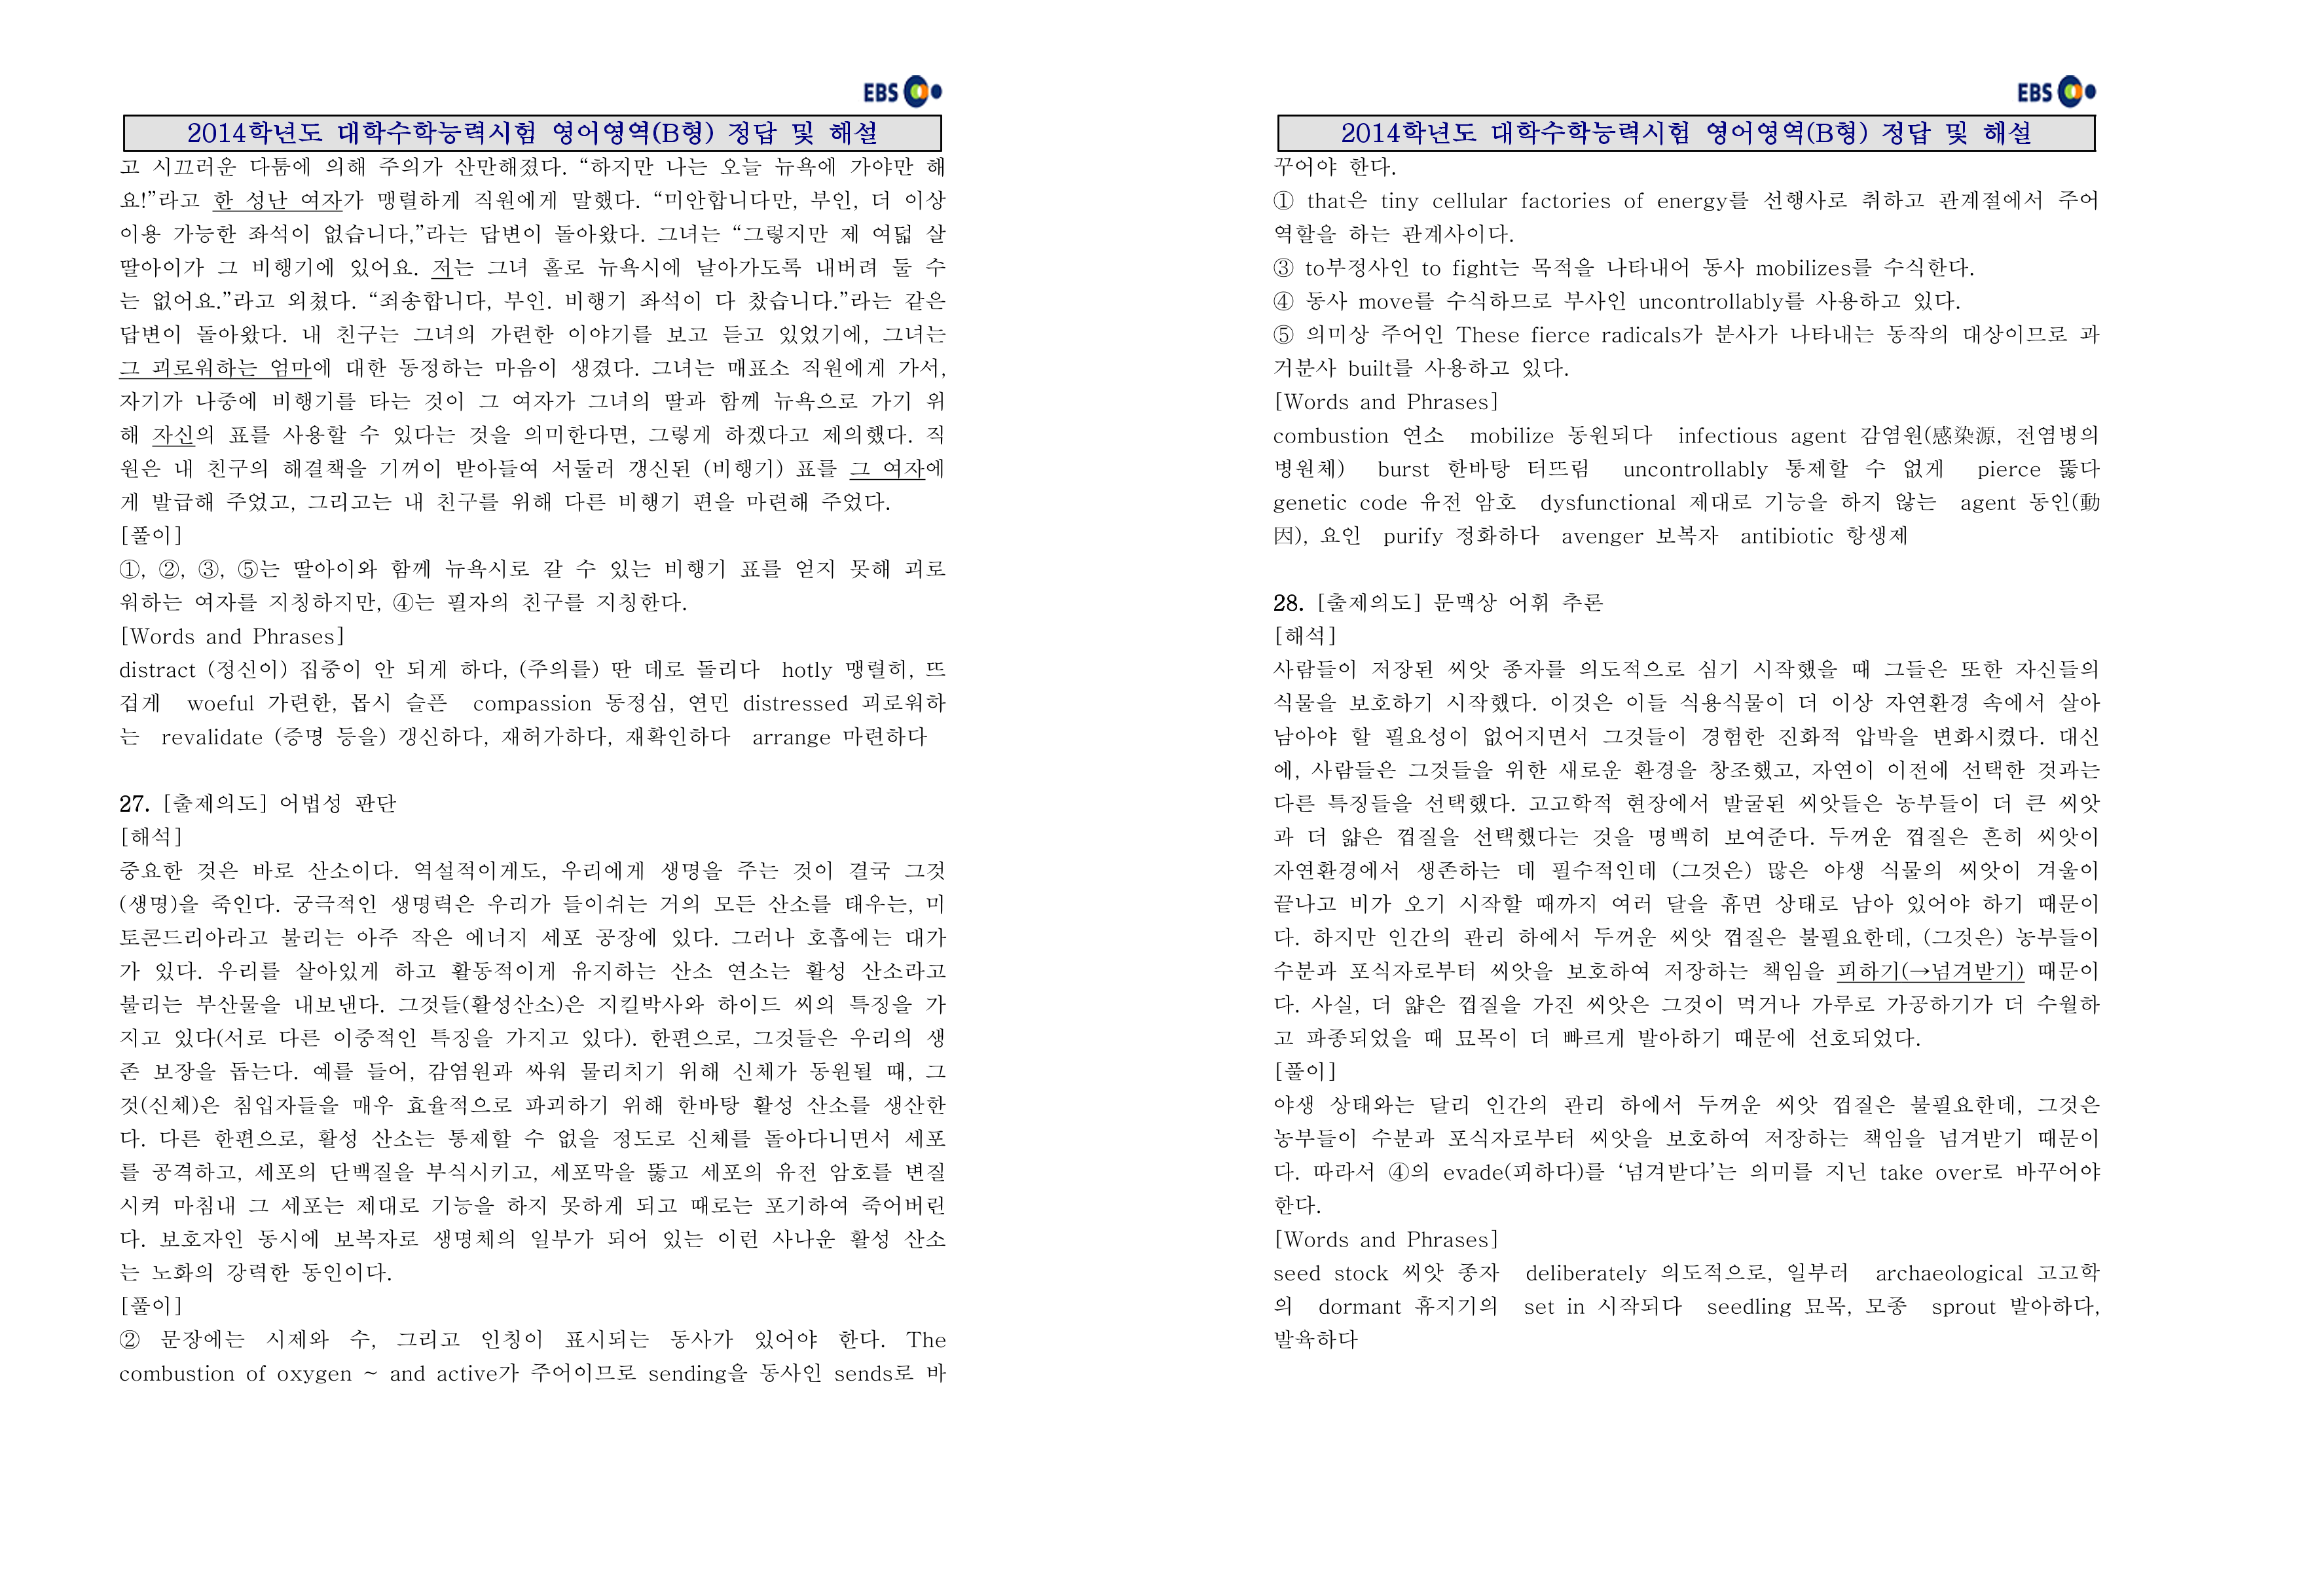 EBS
2014학년도 대학수학능력시험 영어영역(B형) 정답 및 해설
고 시끄러운 다툼에 의해 주의가 산만해졌다. “하지만 나는 오늘 뉴욕에 가야만 해
요!”라고 한 성난 여자가 맹렬하게 직원에게 말했다. “미안합니다만, 부인, 더 이상
이용 가능한 좌석이 없습니다,”라는 답변이 돌아왔다. 그녀는 “그렇지만 제 여덟 살
딸아이가 그 비행기에 있어요. 저는 그녀 홀로 뉴욕시에 날아가도록 내버려 둘 수
는 없어요.”라고 외쳤다. “죄송합니다, 부인. 비행기 좌석이 다 찼습니다.”라는 같은
답변이 돌아왔다. 내 친구는 그녀의 가련한 이야기를 보고 듣고 있었기에, 그녀는
그 괴로워하는 엄마에 대한 동정하는 마음이 생겼다. 그녀는 매표소 직원에게 가서,
자기가 나중에 비행기를 타는 것이 그 여자가 그녀의 딸과 함께 뉴욕으로 가기 위
해 자신의 표를 사용할 수 있다는 것을 의미한다면, 그렇게 하겠다고 제의했다. 직
원은 내 친구의 해결책을 기꺼이 받아들여 서둘러 갱신된 (비행기) 표를 그 여자에
게 발급해 주었고, 그리고는 내 친구를 위해 다른 비행기 편을 마련해 주었다.
[풀이]
①, ②, ③, ⑤는 딸아이와 함께 뉴욕시로 갈 수 있는 비행기 표를 얻지 못해 괴로
워하는 여자를 지칭하지만, ④는 필자의 친구를 지칭한다.
[Words and Phrases]
distract (정신이) 집중이 안 되게 하다, (주의를) 딴 데로 돌리다 hotly 맹렬히, 뜨
겁게 woeful 가련한, 몹시 슬픈 compassion 동정심, 연민 distressed 괴로워하
는 revalidate (증명 등을) 갱신하다, 재허가하다, 재확인하다 arrange 마련하다
27. [출제의도] 어법성 판단
[해석]
중요한 것은 바로 산소이다. 역설적이게도, 우리에게 생명을 주는 것이 결국 그것
(생명)을 죽인다. 궁극적인 생명력은 우리가 들이쉬는 거의 모든 산소를 태우는, 미
토콘드리아라고 불리는 아주 작은 에너지 세포 공장에 있다. 그러나 호흡에는 대가
가 있다. 우리를 살아있게 하고 활동적이게 유지하는 산소 연소는 활성 산소라고
불리는 부산물을 내보낸다. 그것들(활성산소)은 지킬박사와 하이드 씨의 특징을 가
지고 있다(서로 다른 이중적인 특징을 가지고 있다). 한편으로, 그것들은 우리의 생
존 보장을 돕는다. 예를 들어, 감염원과 싸워 물리치기 위해 신체가 동원될 때, 그
것(신체)은 침입자들을 매우 효율적으로 파괴하기 위해 한바탕 활성 산소를 생산한
다. 다른 한편으로, 활성 산소는 통제할 수 없을 정도로 신체를 돌아다니면서 세포
를 공격하고, 세포의 단백질을 부식시키고, 세포막을 뚫고 세포의 유전 암호를 변질
시켜 마침내 그 세포는 제대로 기능을 하지 못하게 되고 때로는 포기하여 죽어버린
다. 보호자인 동시에 보복자로 생명체의 일부가 되어 있는 이런 사나운 활성 산소
는 노화의 강력한 동인이다.
[풀이]
② 문장에는 시제와 수, 그리고 인칭이 표시되는 동사가 있어야 한다. The
combustion of oxygen ~ and active가 주어이므로 sending을 동사인 sends로 바
EBS
2014학년도 대학수학능력시험 영어영역(B형) 정답 및 해설
꾸어야 한다.
① that은 tiny cellular factories of energy를 선행사로 취하고 관계절에서 주어
역할을 하는 관계사이다.
③ to부정사인 to fight는 목적을 나타내어 동사 mobilizes를 수식한다.
④ 동사 move를 수식하므로 부사인 uncontrollably를 사용하고 있다.
⑤ 의미상 주어인 These fierce radicals가 분사가 나타내는 동작의 대상이므로 과
거분사 built를 사용하고 있다.
[Words and Phrases]
combustion 연소 mobilize 동원되다 infectious agent 감염원(感染源, 전염병의
병원체) burst 한바탕 터뜨림 uncontrollably 통제할 수 없게 pierce 뚫다
genetic code 유전 암호 dysfunctional 제대로 기능을 하지 않는 agent 동인(動
因), 요인 purify 정화하다 avenger 보복자 antibiotic 항생제
28. [출제의도] 문맥상 어휘 추론
[해석]
사람들이 저장된 씨앗 종자를 의도적으로 심기 시작했을 때 그들은 또한 자신들의
식물을 보호하기 시작했다. 이것은 이들 식용식물이 더 이상 자연환경 속에서 살아
남아야 할 필요성이 없어지면서 그것들이 경험한 진화적 압박을 변화시켰다. 대신
에, 사람들은 그것들을 위한 새로운 환경을 창조했고, 자연이 이전에 선택한 것과는
다른 특징들을 선택했다. 고고학적 현장에서 발굴된 씨앗들은 농부들이 더 큰 씨앗
과 더 얇은 껍질을 선택했다는 것을 명백히 보여준다. 두꺼운 껍질은 흔히 씨앗이
자연환경에서 생존하는 데 필수적인데 (그것은) 많은 야생 식물의 씨앗이 겨울이
끝나고 비가 오기 시작할 때까지 여러 달을 휴면 상태로 남아 있어야 하기 때문이
다. 하지만 인간의 관리 하에서 두꺼운 씨앗 껍질은 불필요한데, (그것은) 농부들이
수분과 포식자로부터 씨앗을 보호하여 저장하는 책임을 피하기(→넘겨받기) 때문이
다. 사실, 더 얇은 껍질을 가진 씨앗은 그것이 먹거나 가루로 가공하기가 더 수월하
고 파종되었을 때 묘목이 더 빠르게 발아하기 때문에 선호되었다.
[풀이]
야생 상태와는 달리 인간의 관리 하에서 두꺼운 씨앗 껍질은 불필요한데, 그것은
농부들이 수분과 포식자로부터 씨앗을 보호하여 저장하는 책임을 넘겨받기 때문이
다. 따라서 ④의 evade(피하다)를 ‘넘겨받다’는 의미를 지닌 take over로 바꾸어야
한다.
[Words and Phrases]
seed stock 씨앗 종자 deliberately 의도적으로, 일부러 archaeological 고고학
의 dormant 휴지기의 set in 시작되다 seedling 묘목, 모종 sprout 발아하다,
발육하다